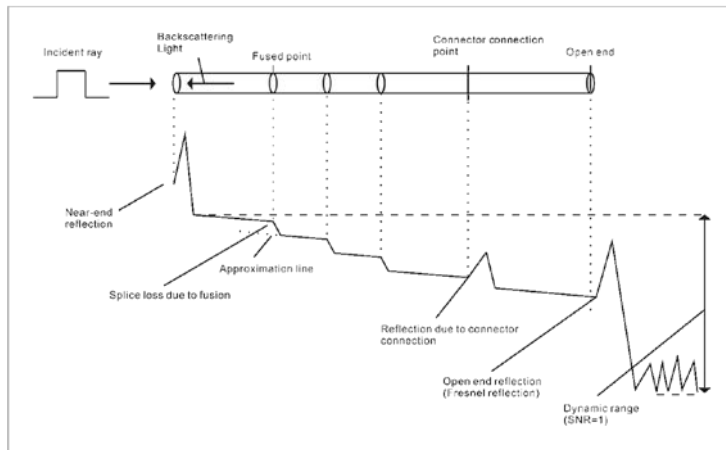 Incident ray
Backscattering
Light
Fused point
Connector connection
point
Open end
Near-end
reflection
Approximation line
Splice loss due to fusion
Reflection due to connector
connection
Open end reflection
(Fresnel reflection)
Dynamic range
(SNR=1)